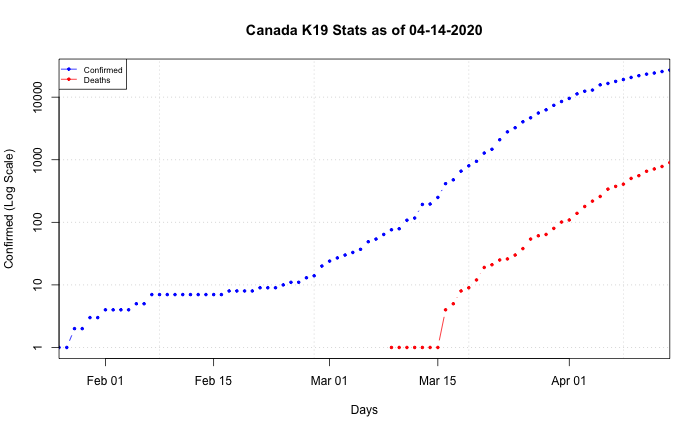 Canada K19 Stats as of 04-14-2020
Confirmed
Deaths
Confirmed (Log Scale)
10000
1000
100
10
1
Feb 01 Feb 15 Mar 01 Mar 15 Apr 01
Days